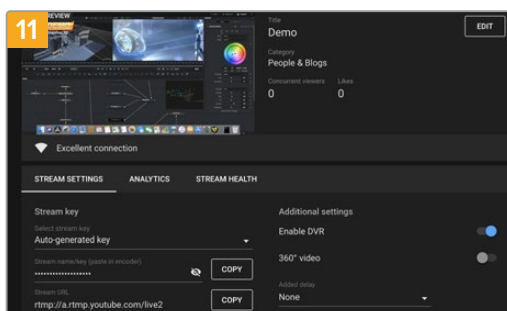 11
PREVIEW
Title
Demo
EDIT
Category
People & Blogs
Concurrent viewers
Likes
0
0
Excellent connection
STREAM SETTINGS
ANALYTICS
STREAM HEALTH
Stream key
Select stream key
Auto-generated key
Stream name/key (paste in encoder)
••••••••••••••••••••
COPY
Stream URL
rtmp://a.rtmp.youtube.com/live2
COPY
Additional settings
Enable DVR
360° video
Added delay
None